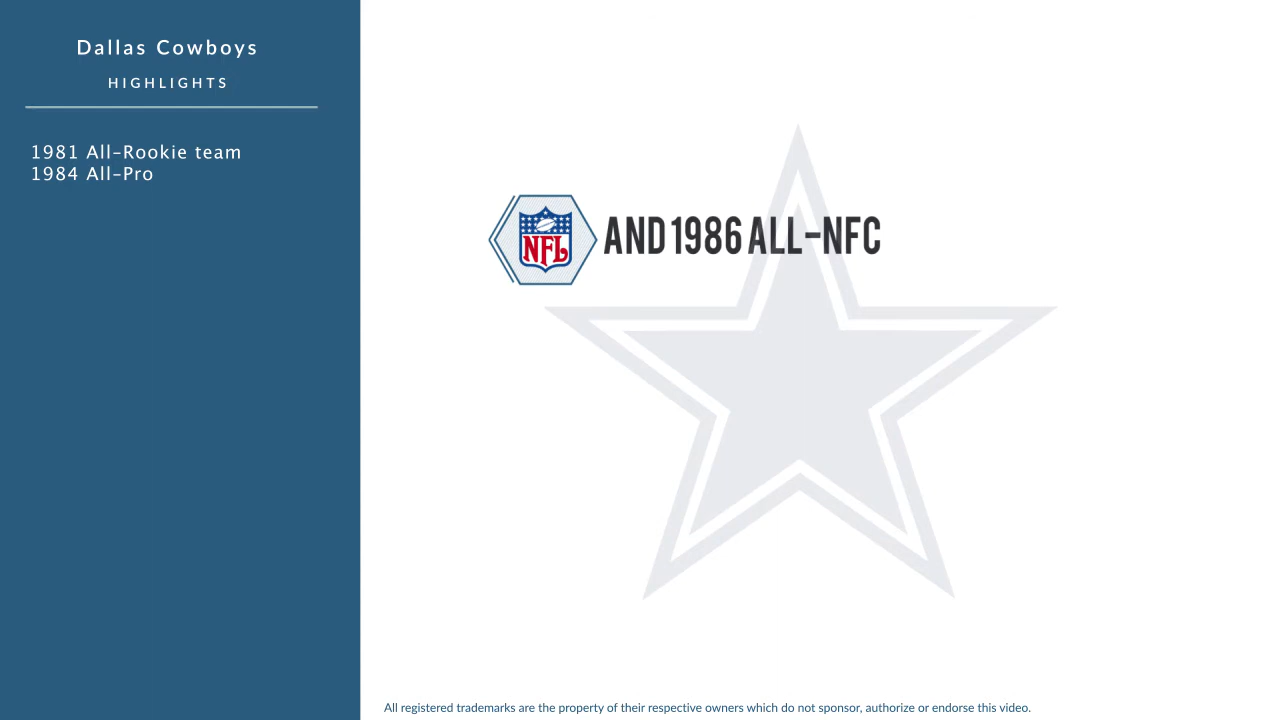 Dallas Cowboys
HIGHLIGHTS
1981 All-Rookie team
1984 All-Pro
NFL
AND 1986 ALL-NFC
All registered trademarks are the property of their respective owners which do not sponsor, authorize or endorse this video.